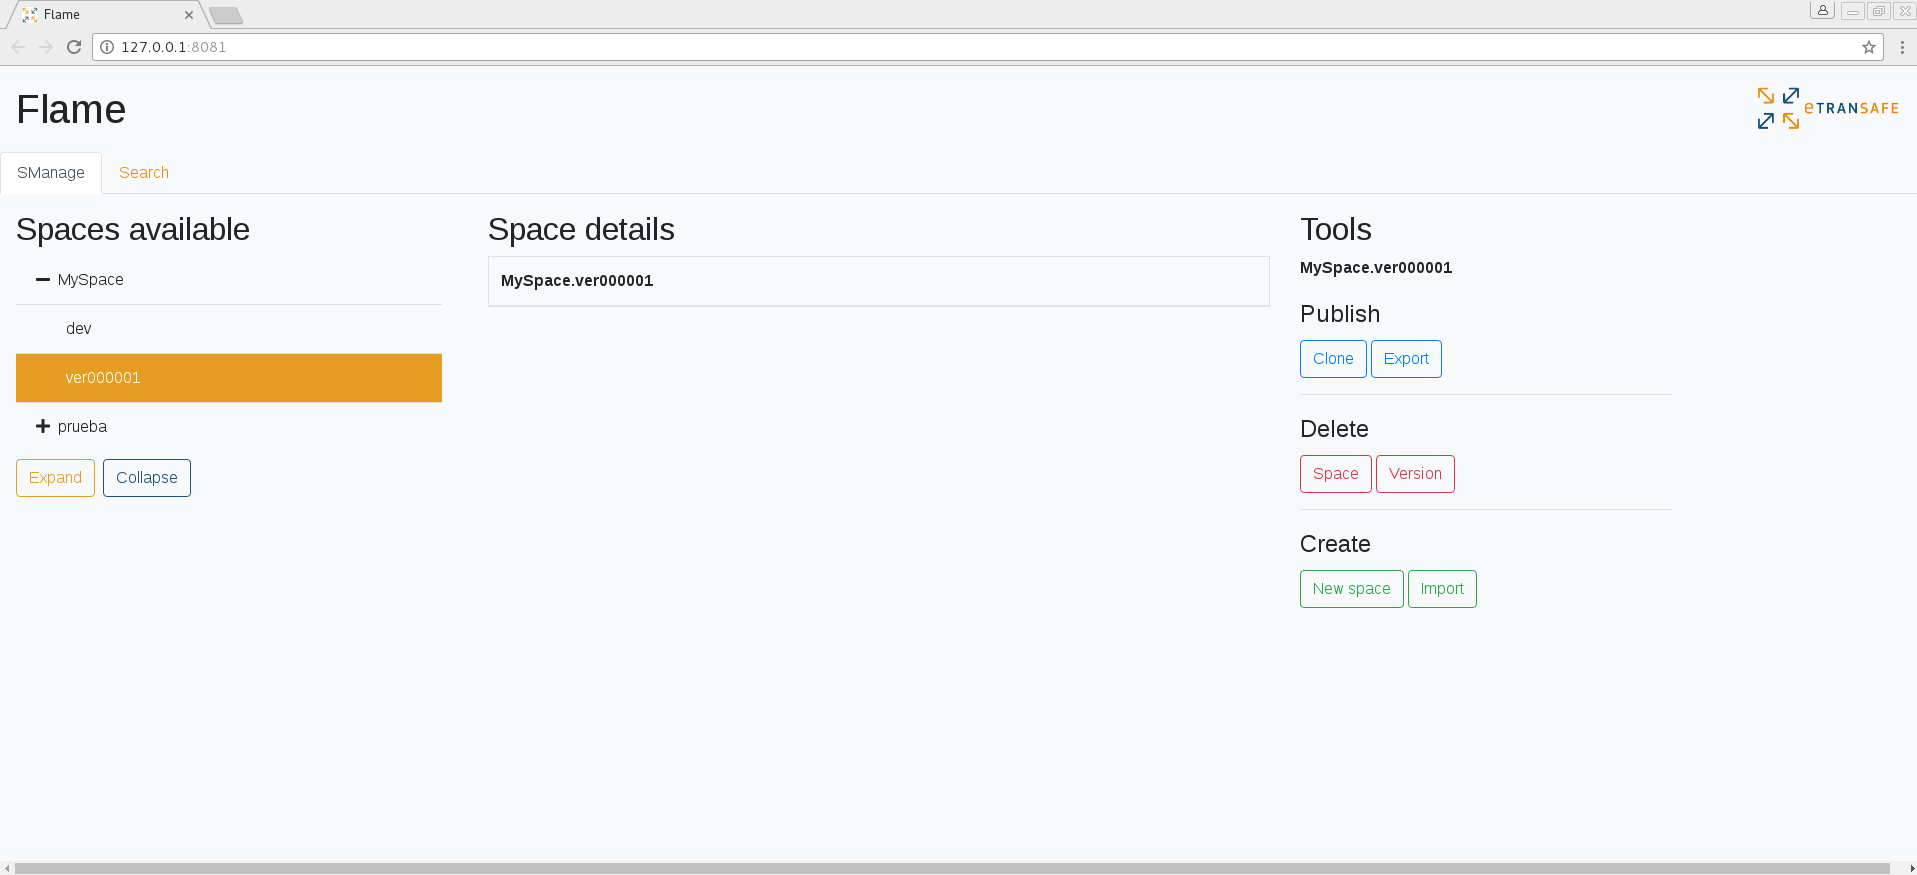 Flame
127.0.0.1:8081
Flame
eTRANSAFE
SManage
Search
Spaces available
MySpace
dev
ver000001
prueba
Expand
Collapse
Space details
MySpace.ver000001
Tools
MySpace.ver000001
Publish
Clone
Export
Delete
Space
Version
Create
New space
Import